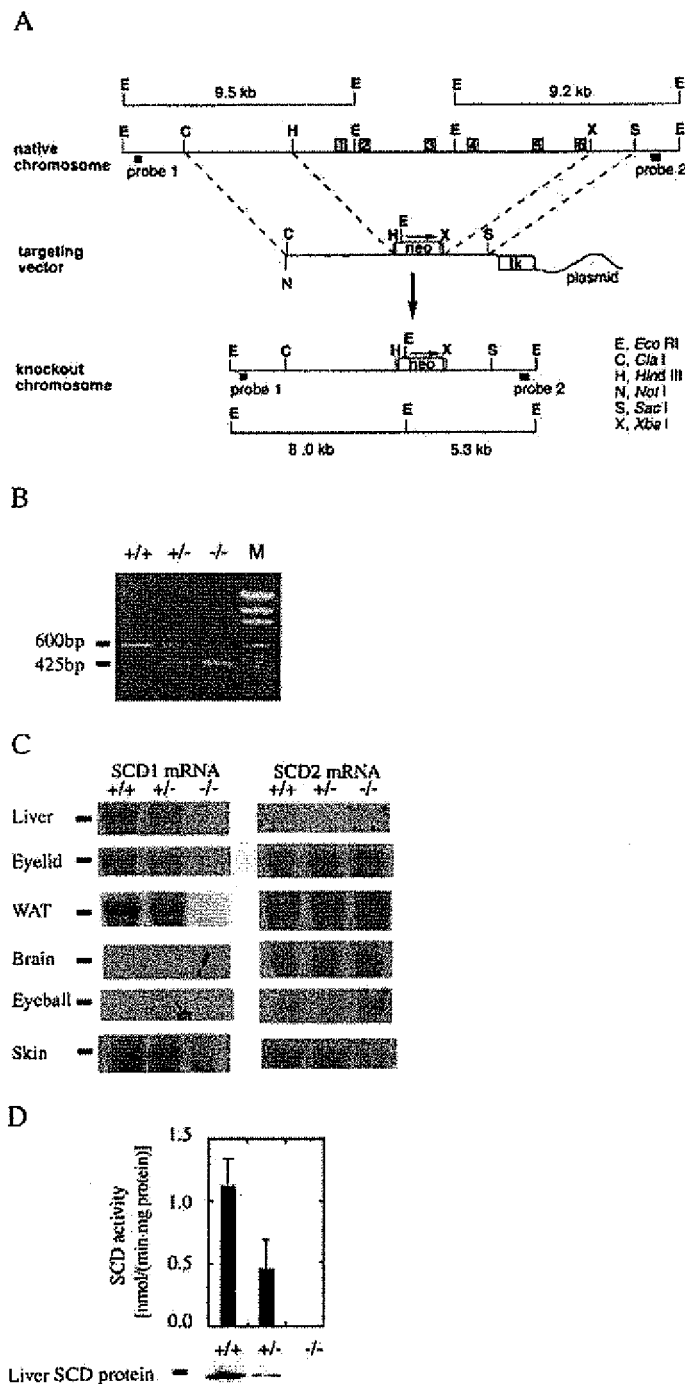 A
E E E E
9.5 kb 9.2 kb
E C H E E X S E
native chromosome
1 2 3 4 5 6
probe 1 probe 2
C H E X S
targeting vector
neo
tk
N
plasmid
E C H E X S E
knockout chromosome
neo
probe 1 probe 2
E E E
8.0 kb 5.3 kb
E, Eco RI
C, Cla I
H, Hind III
N, Not I
S, Sac I
X, Xba I
B
+/+ +/- -/- M
600bp
425bp
C
SCD1 mRNA SCD2 mRNA
+/+ +/- -/- +/+ +/- -/-
Liver
Eyelid
WAT
Brain
Eyeball
Skin
D
SCD activity
[nmol/(min·mg protein)]
1.5
1.0
0.5
0.0
+/+ +/- -/-
Liver SCD protein